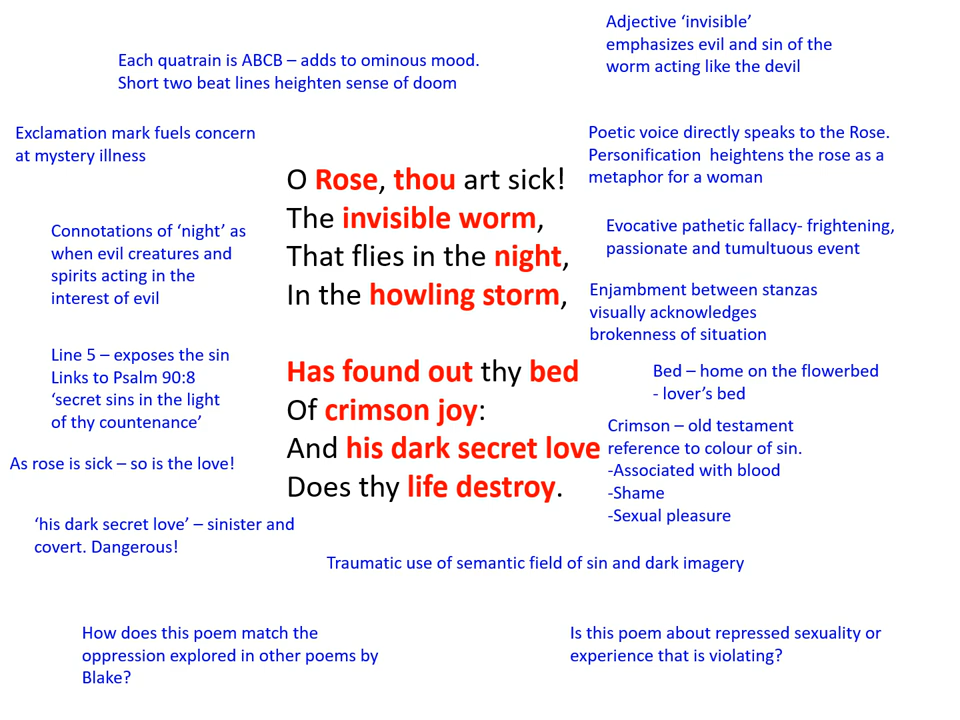 Adjective ‘invisible’
emphasizes evil and sin of the
worm acting like the devil
Each quatrain is ABCB – adds to ominous mood.
Short two beat lines heighten sense of doom
Exclamation mark fuels concern
at mystery illness
Poetic voice directly speaks to the Rose.
Personification  heightens the rose as a
metaphor for a woman
O Rose, thou art sick!
The invisible worm,
That flies in the night,
In the howling storm,
Connotations of ‘night’ as
when evil creatures and
spirits acting in the
interest of evil
Evocative pathetic fallacy- frightening,
passionate and tumultuous event
Enjambment between stanzas
visually acknowledges
brokenness of situation
Line 5 – exposes the sin
Links to Psalm 90:8
‘secret sins in the light
of thy countenance’
Has found out thy bed
Of crimson joy:
And his dark secret love
Does thy life destroy.
Bed – home on the flowerbed
- lover’s bed
Crimson – old testament
reference to colour of sin.
-Associated with blood
-Shame
-Sexual pleasure
As rose is sick – so is the love!
‘his dark secret love’ – sinister and
covert. Dangerous!
Traumatic use of semantic field of sin and dark imagery
How does this poem match the
oppression explored in other poems by
Blake?
Is this poem about repressed sexuality or
experience that is violating?